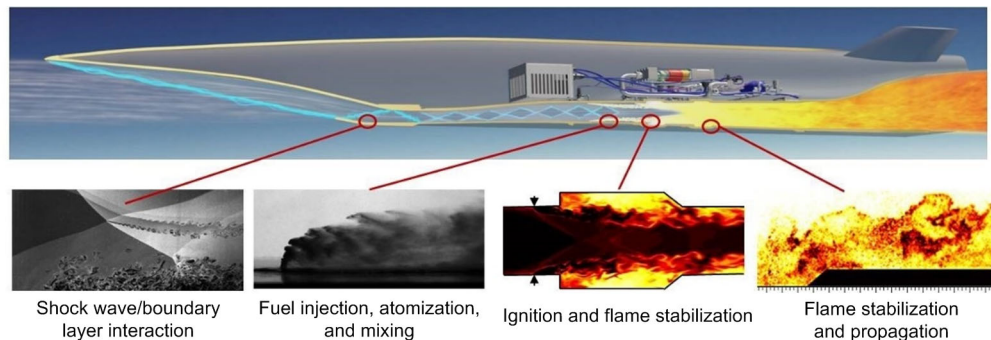 Shock wave/boundary
layer interaction
Fuel injection, atomization,
and mixing
Ignition and flame stabilization
Flame stabilization
and propagation